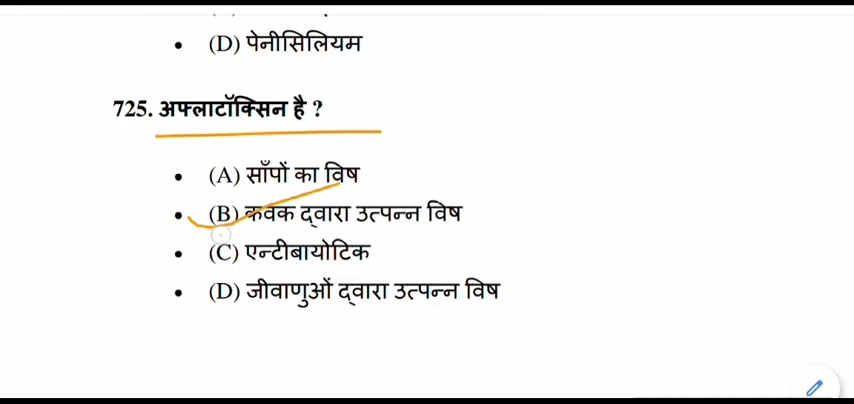 (D) पेनीसिलियम
725. अफ्लाटॉक्सिन है ?
(A) साँपों का विष
(B) कवक द्वारा उत्पन्न विष
(C) एन्टीबायोटिक
(D) जीवाणुओं द्वारा उत्पन्न विष